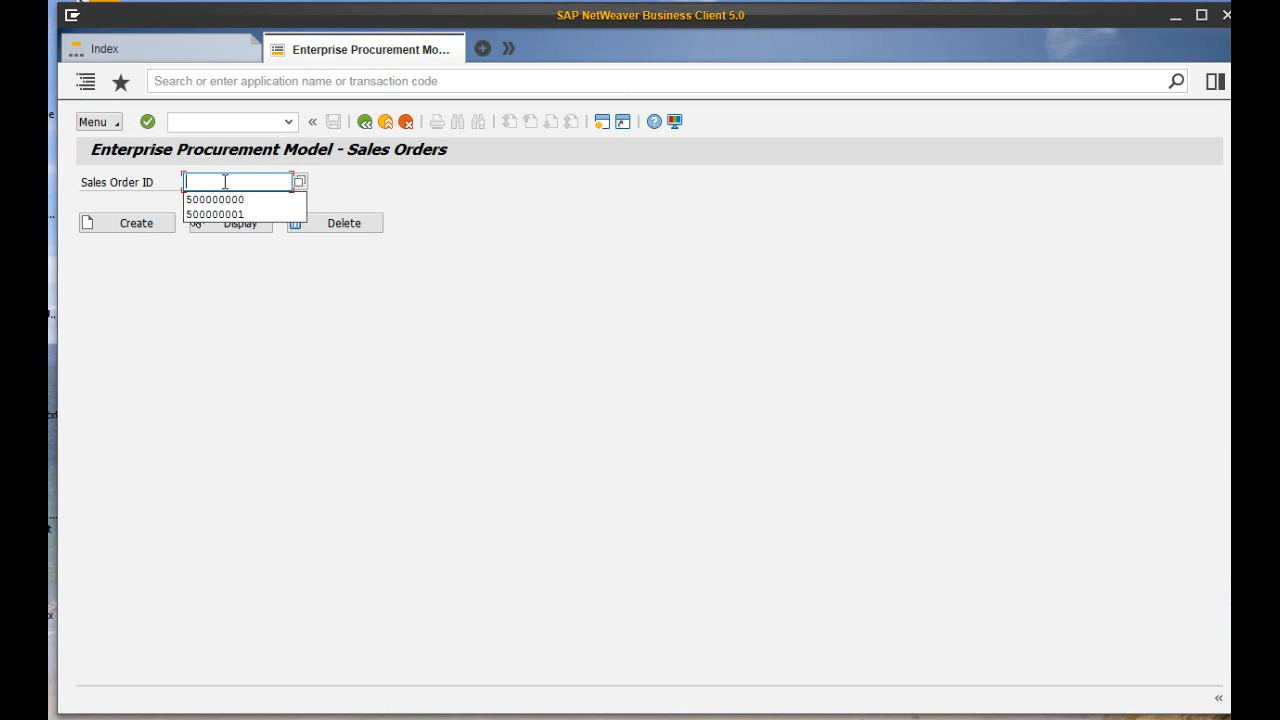 SAP NetWeaver Business Client 5.0
Index
Enterprise Procurement Mo...
Search or enter application name or transaction code
Menu
Enterprise Procurement Model - Sales Orders
Sales Order ID
500000000
500000001
Create
Display
Delete